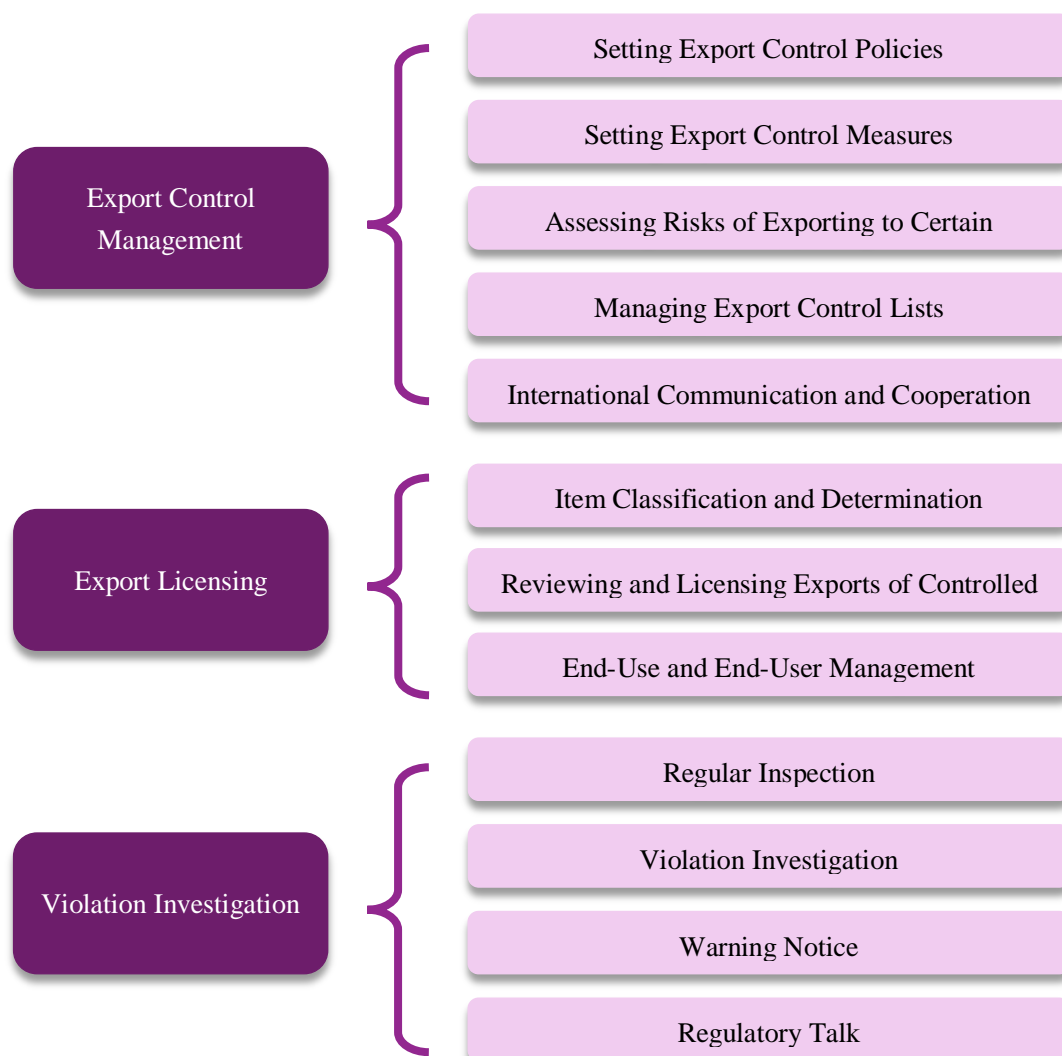 Export Control
Management
Setting Export Control Policies
Setting Export Control Measures
Assessing Risks of Exporting to Certain
Managing Export Control Lists
International Communication and Cooperation
Export Licensing
Item Classification and Determination
Reviewing and Licensing Exports of Controlled
End-Use and End-User Management
Violation Investigation
Regular Inspection
Violation Investigation
Warning Notice
Regulatory Talk